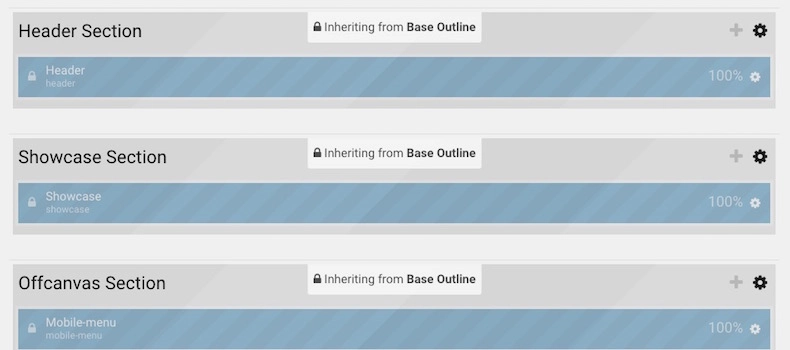 Header Section
Inheriting from Base Outline
Header
header
100%
Showcase Section
Inheriting from Base Outline
Showcase
showcase
100%
Offcanvas Section
Inheriting from Base Outline
Mobile-menu
mobile-menu
100%